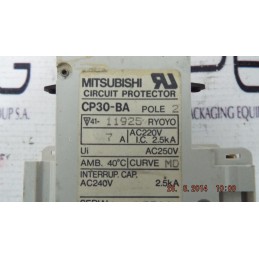 MITSUBISHI
CIRCUIT PROTECTOR
CP30-BA POLE 2
41- 11925 RYOYO
7 A AC220V I.C. 2.5kA
Ui AC250V
AMB. 40°C CURVE MD
INTERRUP. CAP.
AC240V 2.5kA